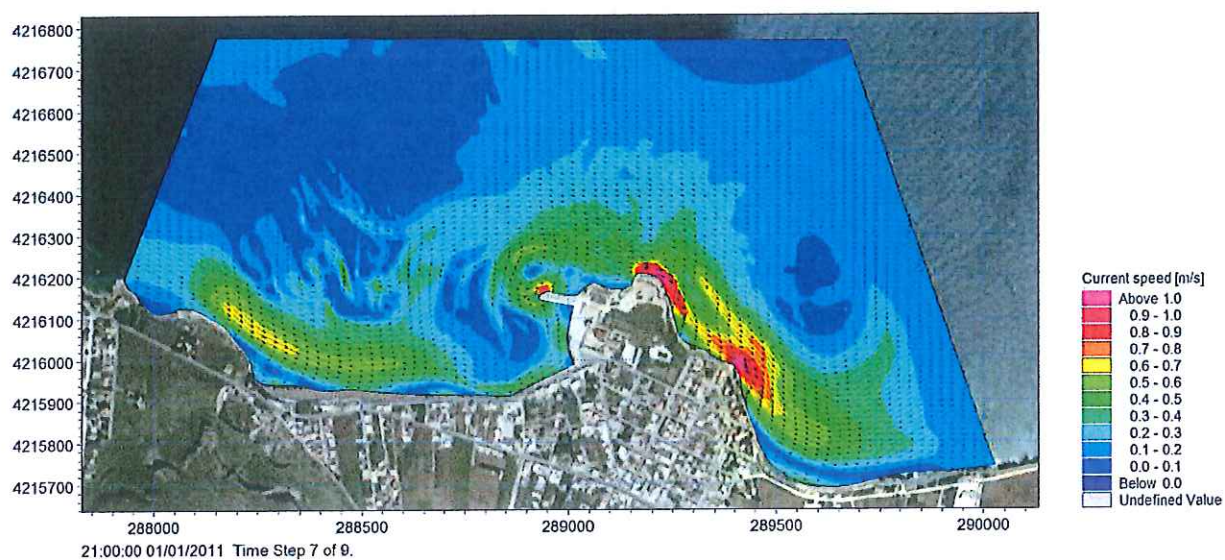 4216800
4216700
4216600
4216500
4216400
4216300
4216200
4216100
4216000
4215900
4215800
4215700
288000 288500 289000 289500 290000
21:00:00 01/01/2011 Time Step 7 of 9.
Current speed [m/s]
Above 1.0
0.9 - 1.0
0.8 - 0.9
0.7 - 0.8
0.6 - 0.7
0.5 - 0.6
0.4 - 0.5
0.3 - 0.4
0.2 - 0.3
0.1 - 0.2
0.0 - 0.1
Below 0.0
Undefined Value